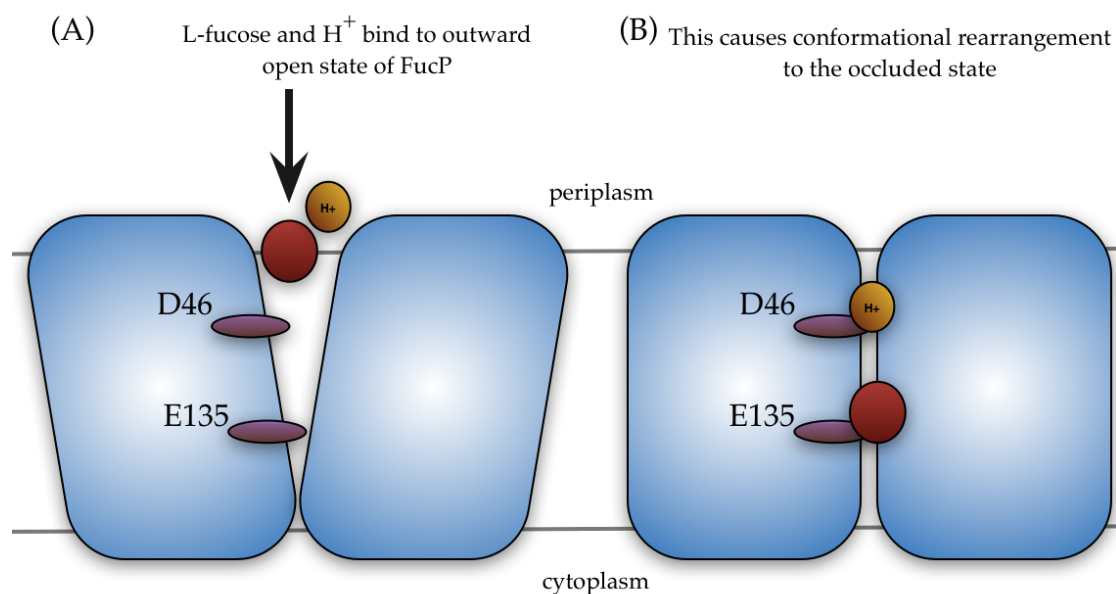 (A)
L-fucose and H+ bind to outward
open state of FucP
(B)
This causes conformational rearrangement
to the occluded state
periplasm
H+
D46
E135
D46
H+
E135
cytoplasm